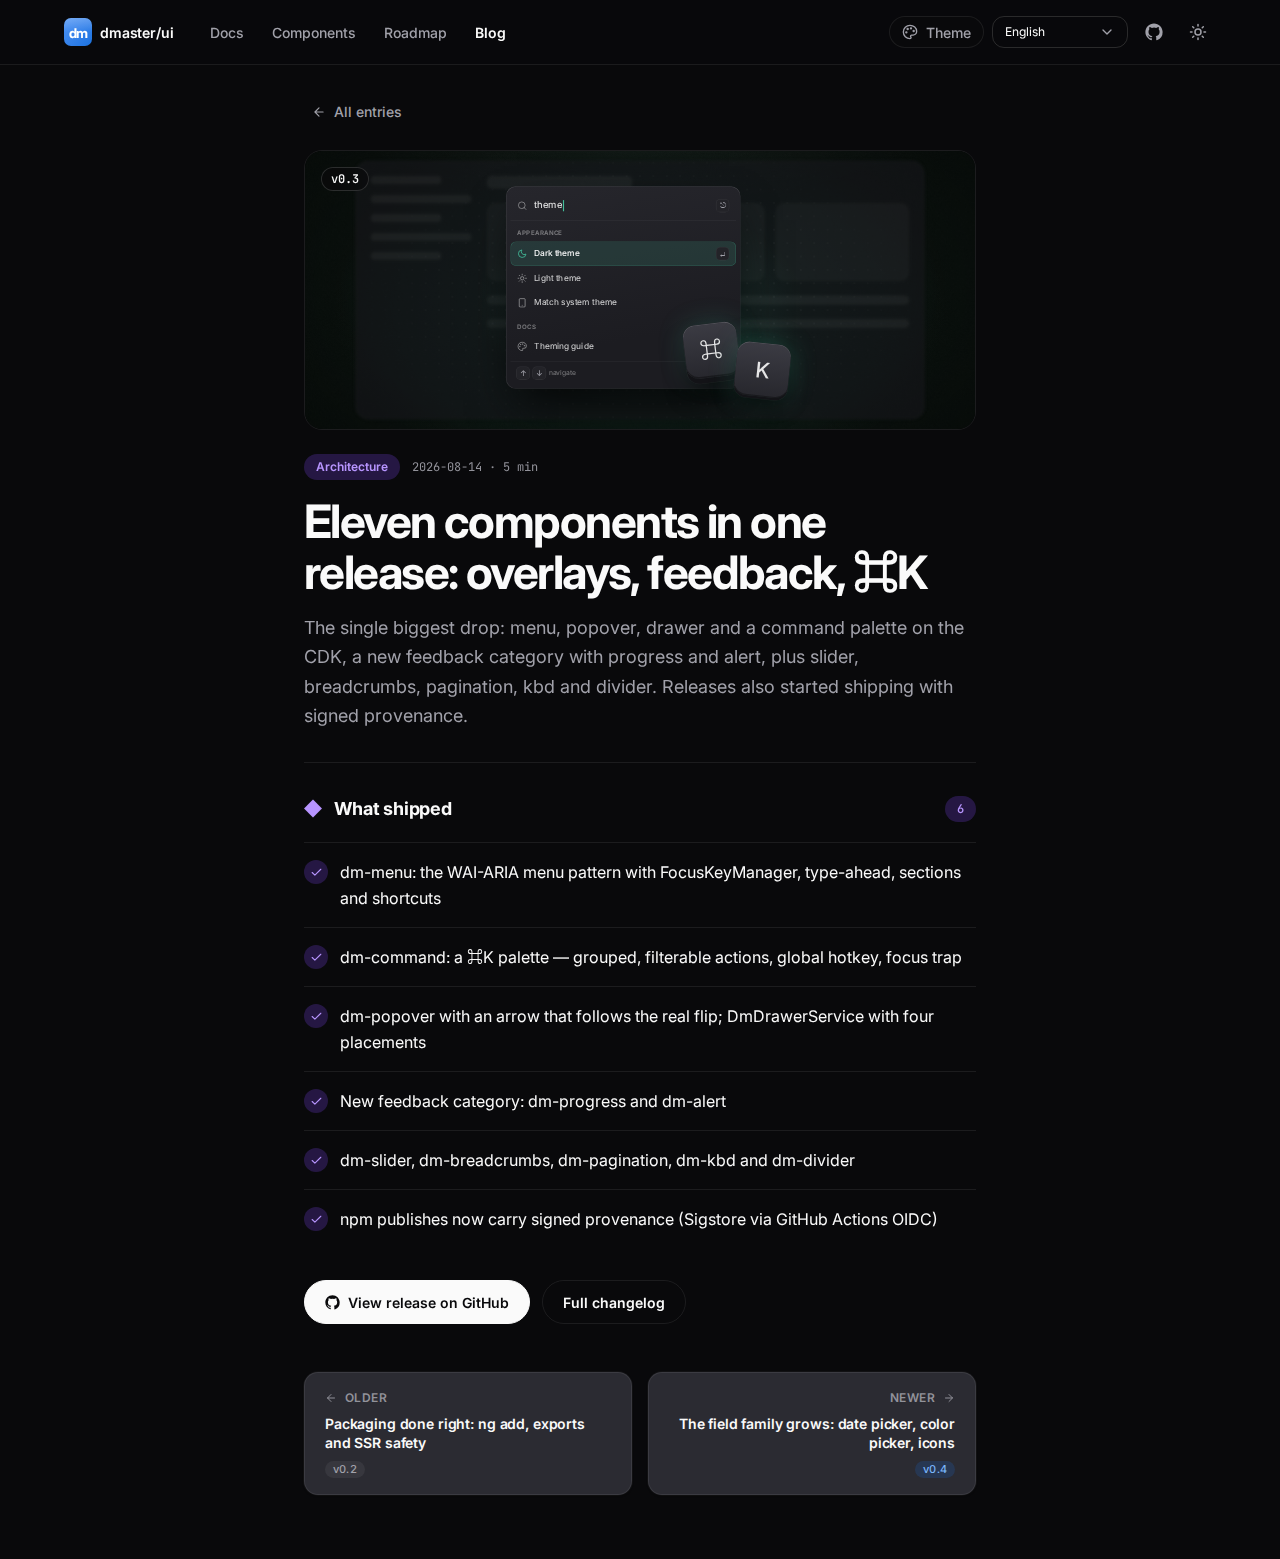 dm dmaster/ui Docs Components Roadmap Blog Theme English
All entries
v0.3
theme
APPEARANCE
Dark theme
Light theme
Match system theme
DOCS
Theming guide
↑ ↓ navigate
⌘ K
Architecture 2026-08-14 · 5 min
Eleven components in one
release: overlays, feedback, ⌘K
The single biggest drop: menu, popover, drawer and a command palette on the
CDK, a new feedback category with progress and alert, plus slider,
breadcrumbs, pagination, kbd and divider. Releases also started shipping with
signed provenance.
What shipped 6
dm-menu: the WAI-ARIA menu pattern with FocusKeyManager, type-ahead, sections
and shortcuts
dm-command: a ⌘K palette — grouped, filterable actions, global hotkey, focus trap
dm-popover with an arrow that follows the real flip; DmDrawerService with four
placements
New feedback category: dm-progress and dm-alert
dm-slider, dm-breadcrumbs, dm-pagination, dm-kbd and dm-divider
npm publishes now carry signed provenance (Sigstore via GitHub Actions OIDC)
View release on GitHub Full changelog
← OLDER
Packaging done right: ng add, exports
and SSR safety
v0.2
NEWER →
The field family grows: date picker, color
picker, icons
v0.4